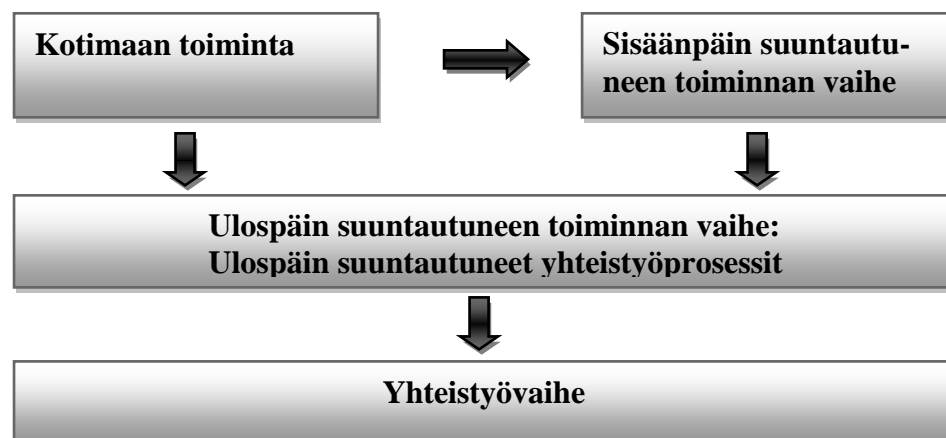 Kotimaan toiminta
Sisäänpäin suuntautu-
neen toiminnan vaihe
Ulospäin suuntautuneen toiminnan vaihe:
Ulospäin suuntautuneet yhteistyöprosessit
Yhteistyövaihe